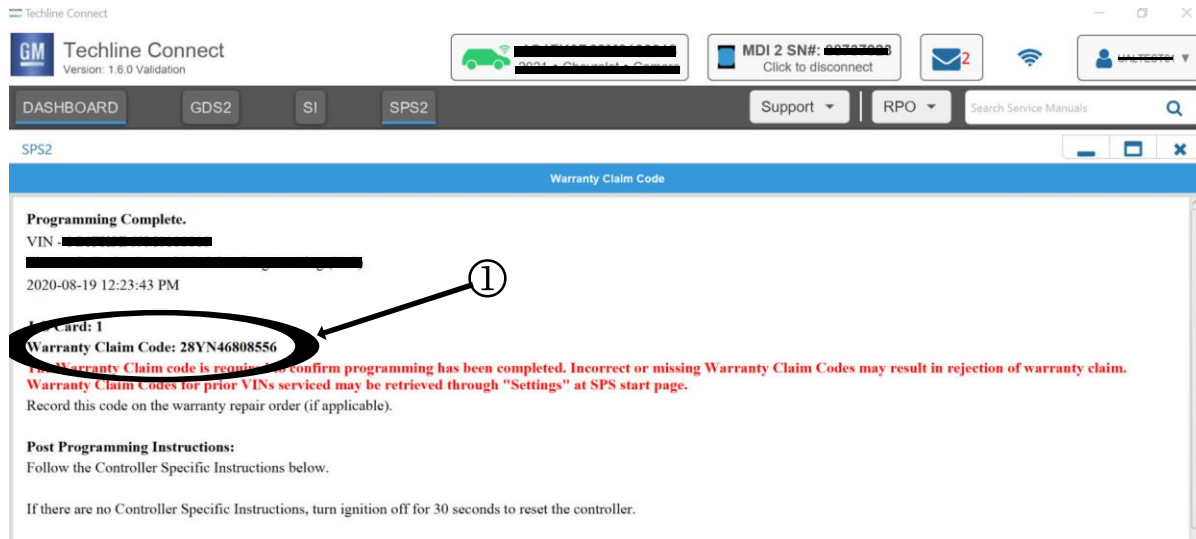 Techline Connect
GM
Techline Connect
Version: 1.6.0 Validation
2021 • Chevrolet • Camaro
MDI 2 SN#:
Click to disconnect
2
DASHBOARD
GDS2
SI
SPS2
Support
RPO
Search Service Manuals
SPS2
Warranty Claim Code
Programming Complete.
VIN -
2020-08-19 12:23:43 PM
1
Job Card: 1
Warranty Claim Code: 28YN46808556
The Warranty Claim code is required to confirm programming has been completed. Incorrect or missing Warranty Claim Codes may result in rejection of warranty claim.
Warranty Claim Codes for prior VINs serviced may be retrieved through "Settings" at SPS start page.
Record this code on the warranty repair order (if applicable).
Post Programming Instructions:
Follow the Controller Specific Instructions below.
If there are no Controller Specific Instructions, turn ignition off for 30 seconds to reset the controller.